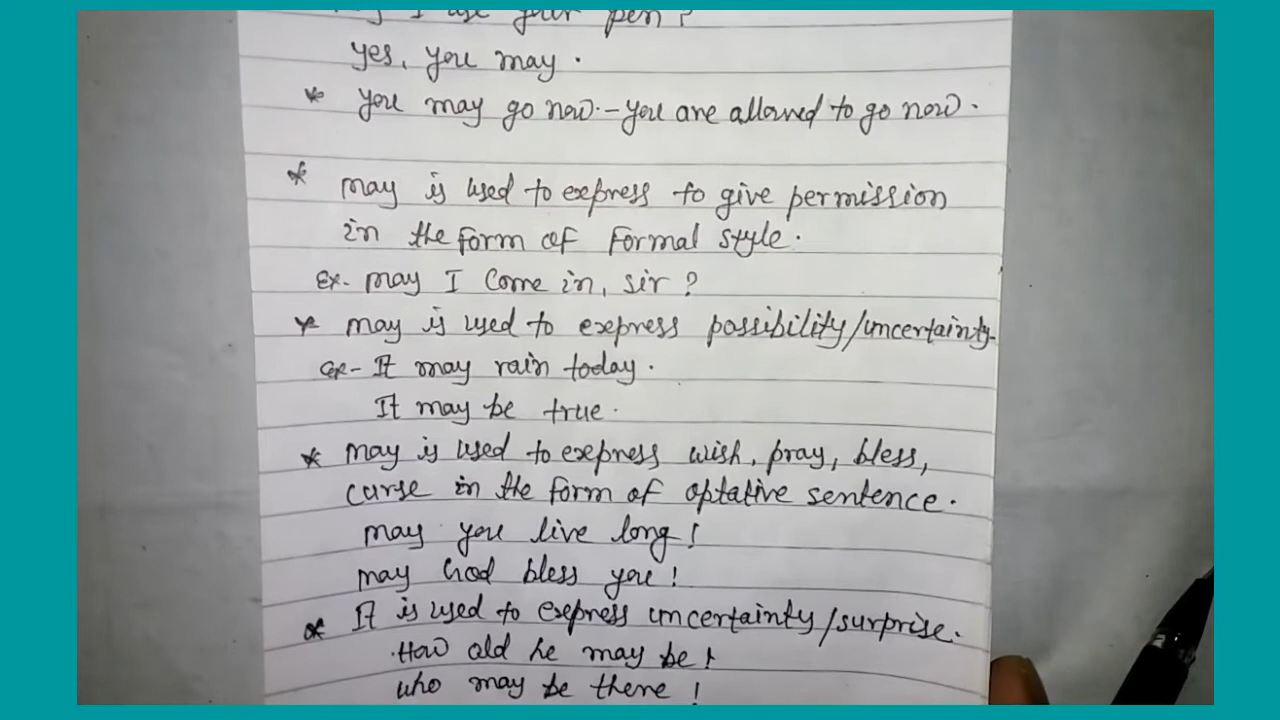 I use your pen?
yes, you may.
* you may go now. - you are allowed to go now.
* may is used to express to give permission
in the form of formal style.
Ex. may I come in, sir?
* may is used to express possibility/uncertainty.
Ex - It may rain today.
It may be true.
* may is used to express wish, pray, bless,
curse in the form of optative sentence.
may you live long!
may God bless you!
* It is used to express uncertainty/surprise.
How old he may be!
who may be there!